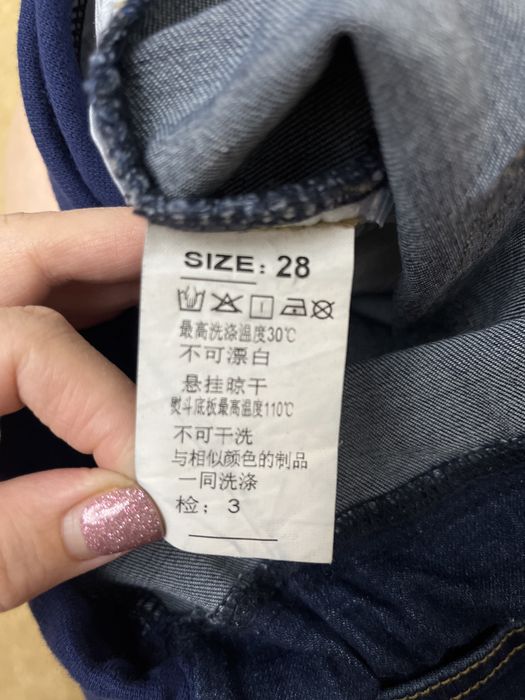 SIZE: 28
最高洗涤温度30℃
不可漂白
悬挂晾干
熨斗底板最高温度110℃
不可干洗
与相似颜色的制品
一同洗涤
检；3